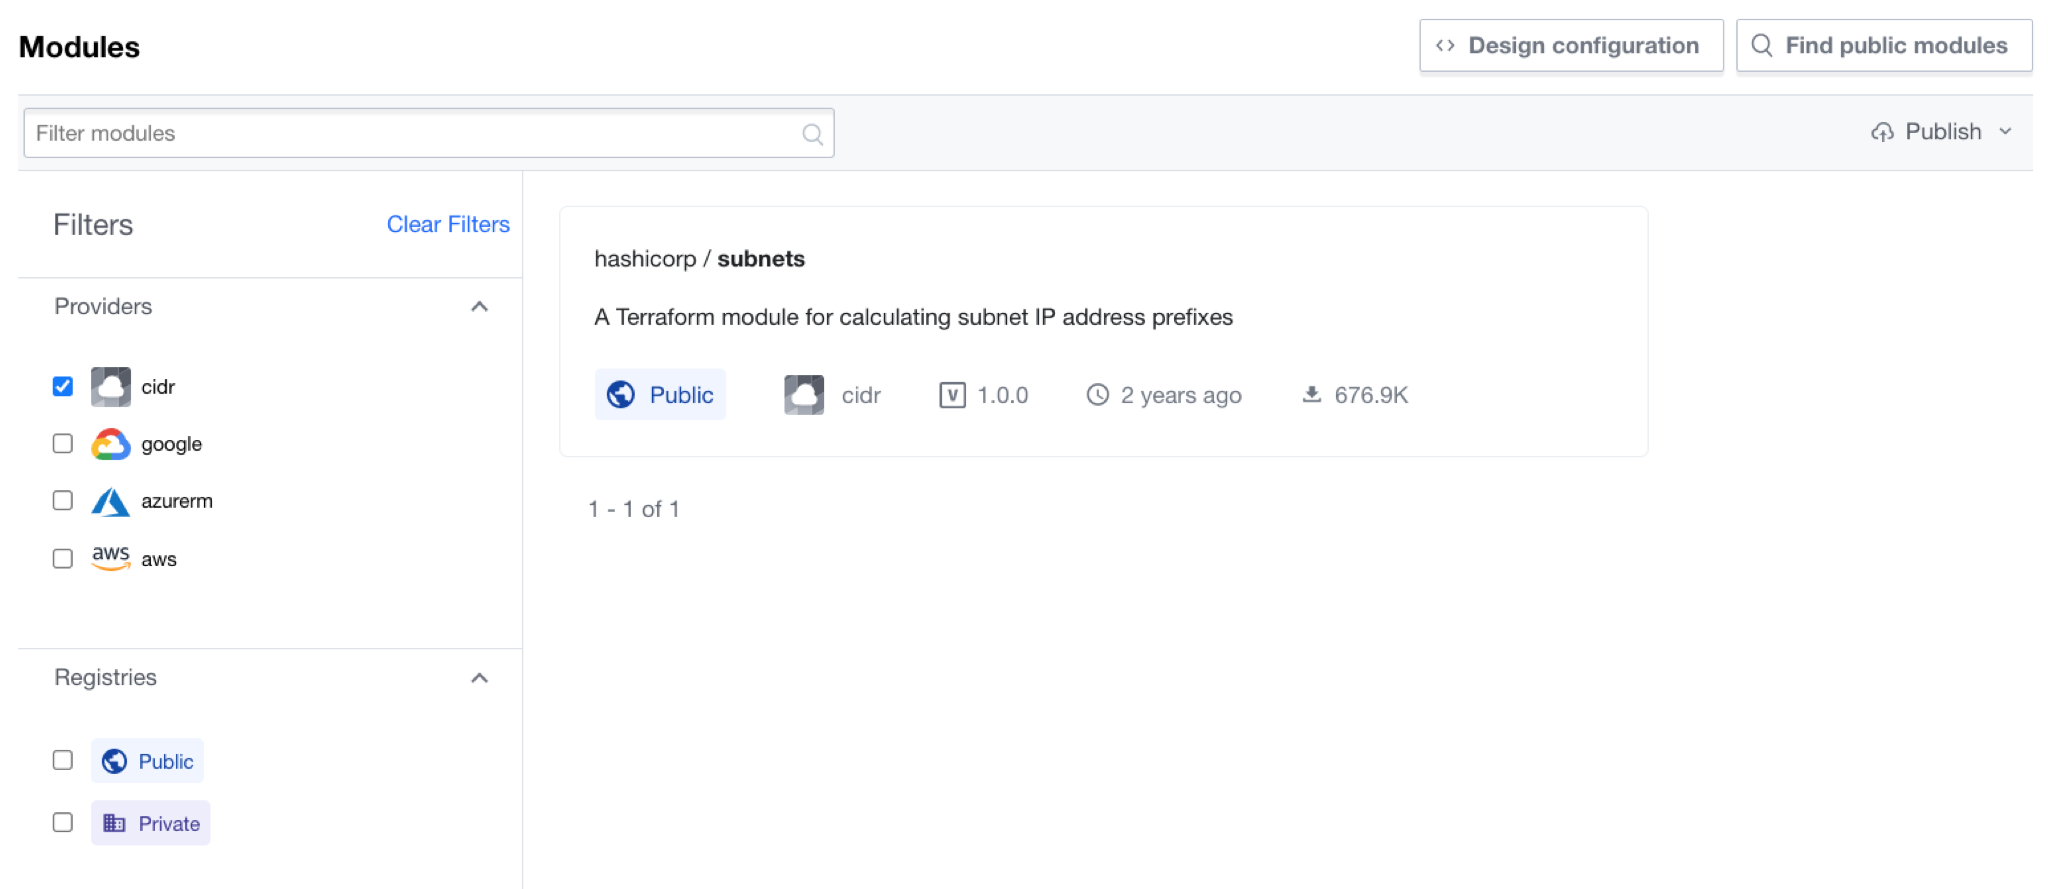 Modules
Design configuration
Find public modules
Filter modules
Publish
Filters
Clear Filters
Providers
cidr
google
azurerm
aws aws
Registries
Public
Private
hashicorp / subnets
A Terraform module for calculating subnet IP address prefixes
Public cidr V 1.0.0 2 years ago 676.9K
1 - 1 of 1